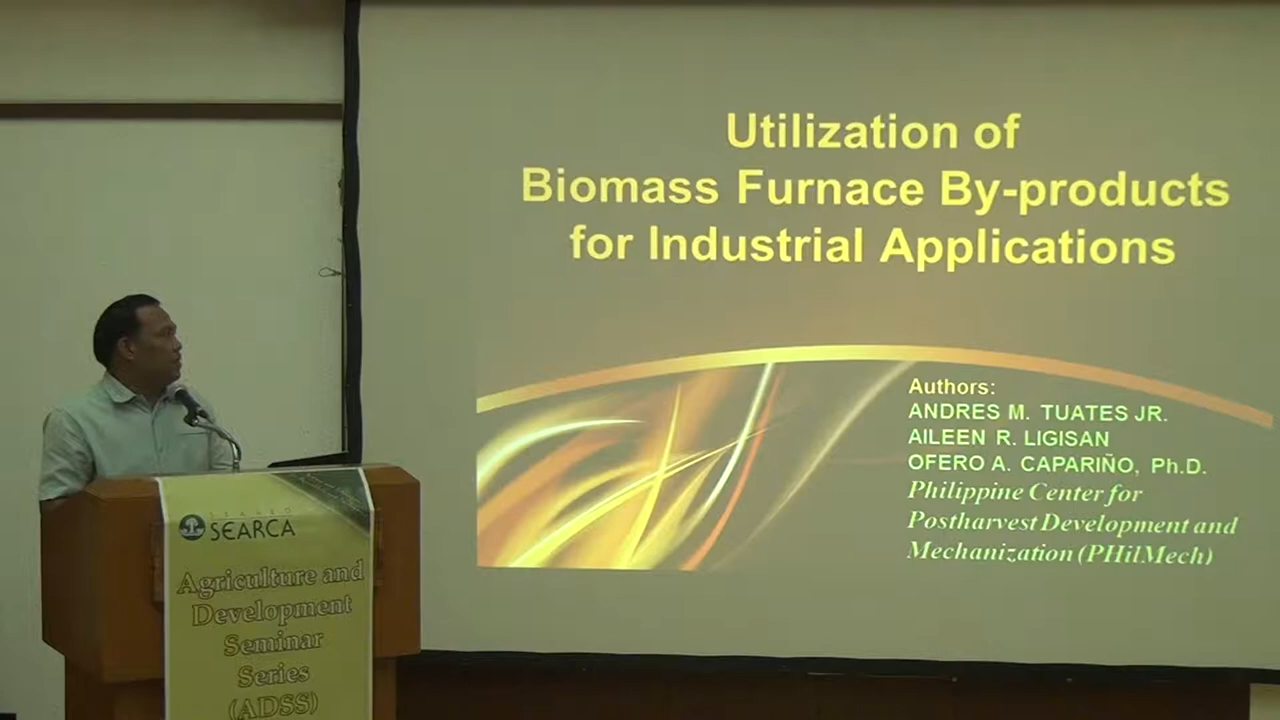 Utilization of
Biomass Furnace By-products
for Industrial Applications
Authors:
ANDRES M. TUATES JR.
AILEEN R. LIGISAN
OFERO A. CAPARIÑO, Ph.D.
Philippine Center for
Postharvest Development and
Mechanization (PHilMech)
SEARCA
Agriculture and
Development
Seminar
Series
(ADSS)